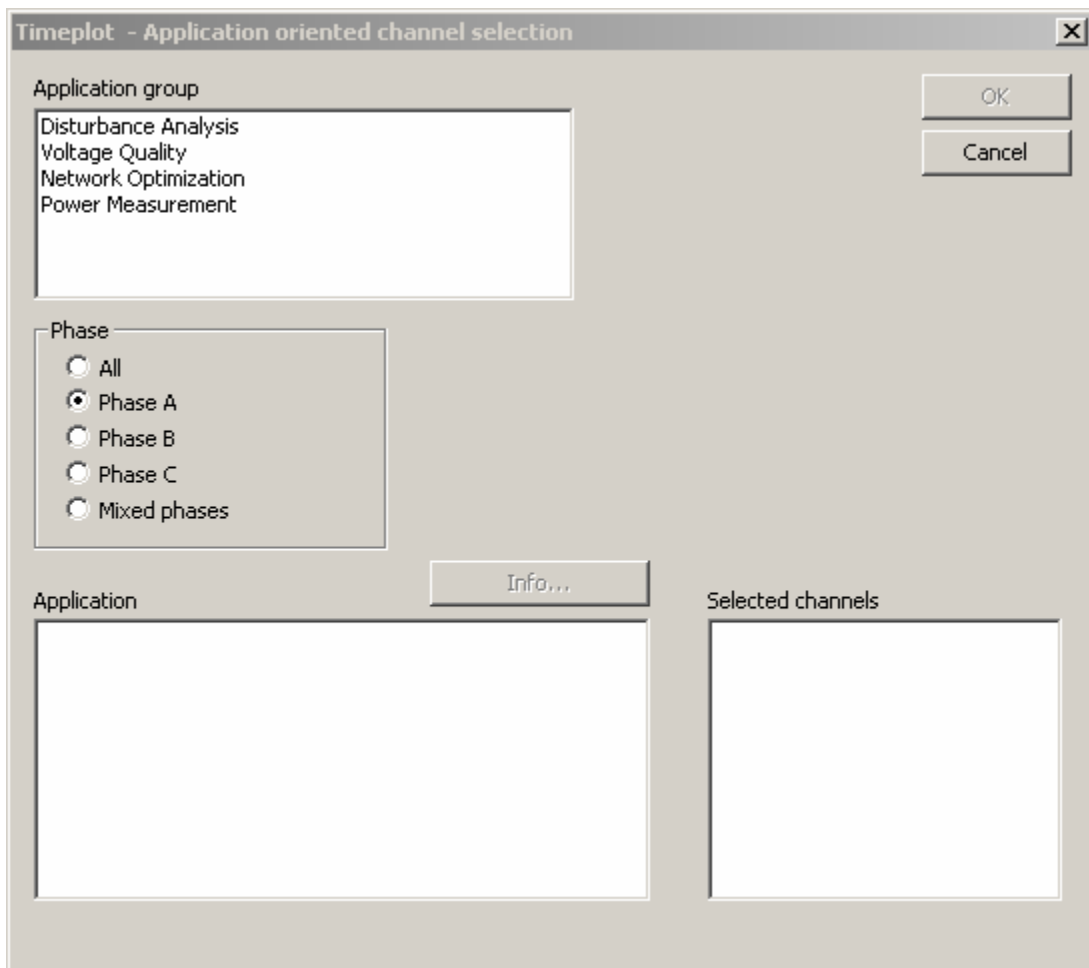 Timeplot - Application oriented channel selection
Application group
OK
Disturbance Analysis
Voltage Quality
Cancel
Network Optimization
Power Measurement
Phase
All
Phase A
Phase B
Phase C
Mixed phases
Info...
Application
Selected channels